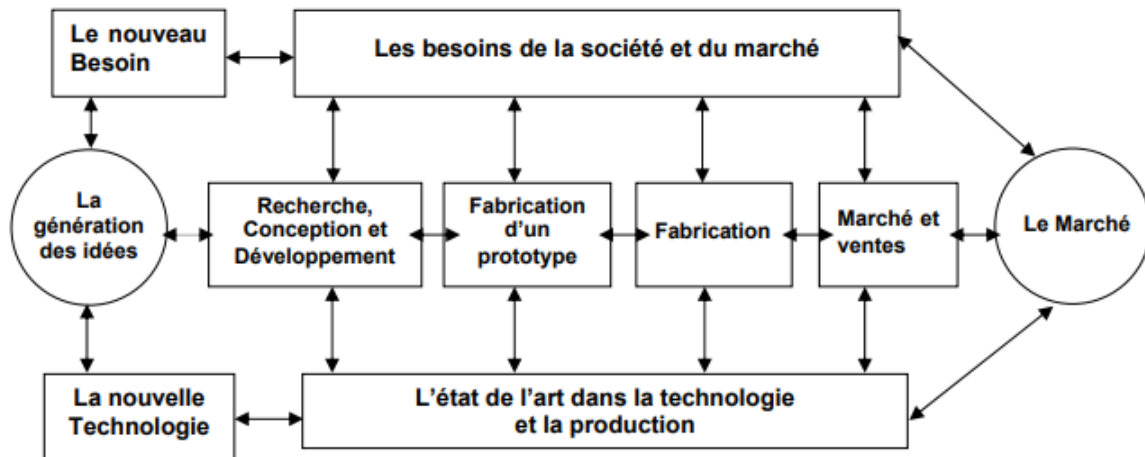 Le nouveau
Besoin
Les besoins de la société et du marché
La
génération
des idées
Recherche,
Conception et
Développement
Fabrication
d'un
prototype
Fabrication
Marché et
ventes
Le Marché
La nouvelle
Technologie
L'état de l'art dans la technologie
et la production